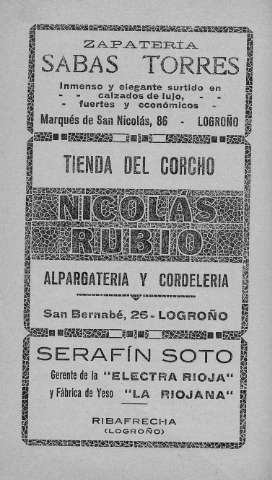 ZAPATERÍA
SABAS TORRES
Inmenso y elegante surtido en
- - calzados de lujo, - -
- fuertes y económicos -
Marqués de San Nicolás, 86 - LOGROÑO
TIENDA DEL CORCHO
NICOLÁS
RUBIO
ALPARGATERIA Y CORDELERIA
San Bernabé, 26 - LOGROÑO
SERAFÍN SOTO
Gerente de la "ELECTRA RIOJA"
y Fábrica de Yeso "LA RIOJANA"
RIBAFRECHA
(LOGROÑO)